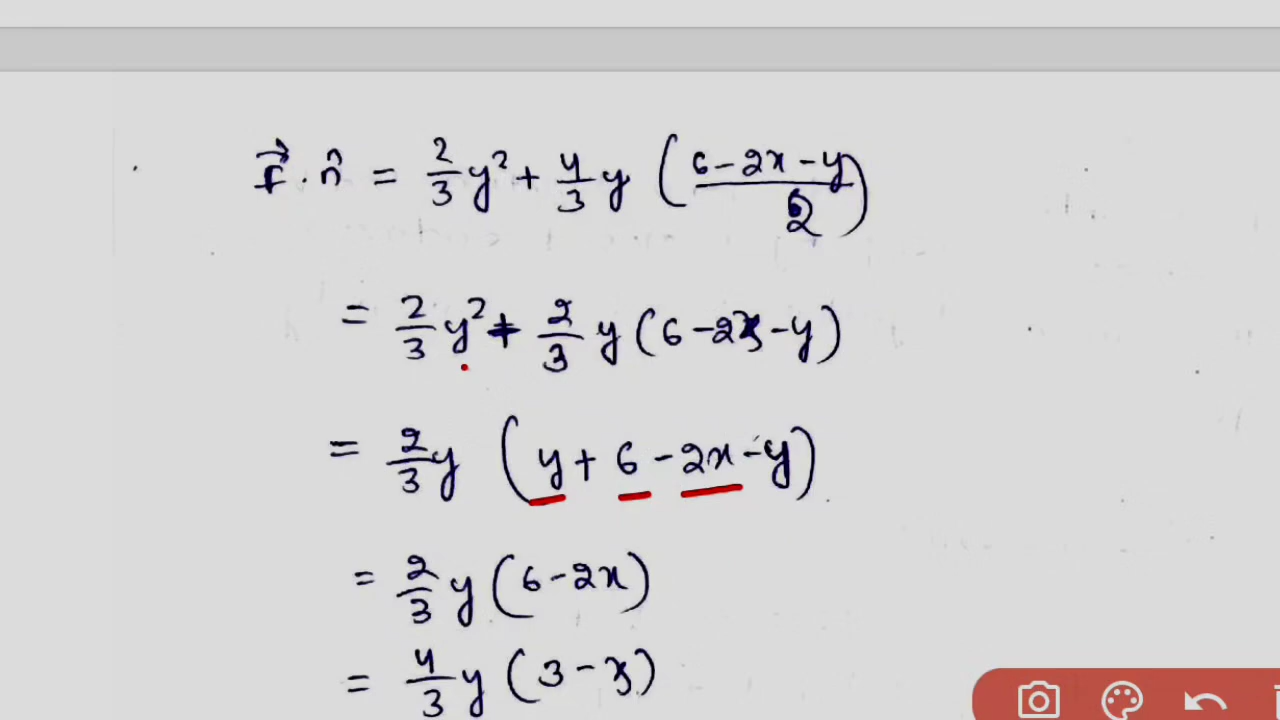 F⃗ . n̂ = 2/3 y² + 4/3 y ( (6 - 2x - y) / 2 )
= 2/3 y² + 2/3 y (6 - 2x - y)
= 2/3 y (y + 6 - 2x - y)
= 2/3 y (6 - 2x)
= 4/3 y (3 - x)